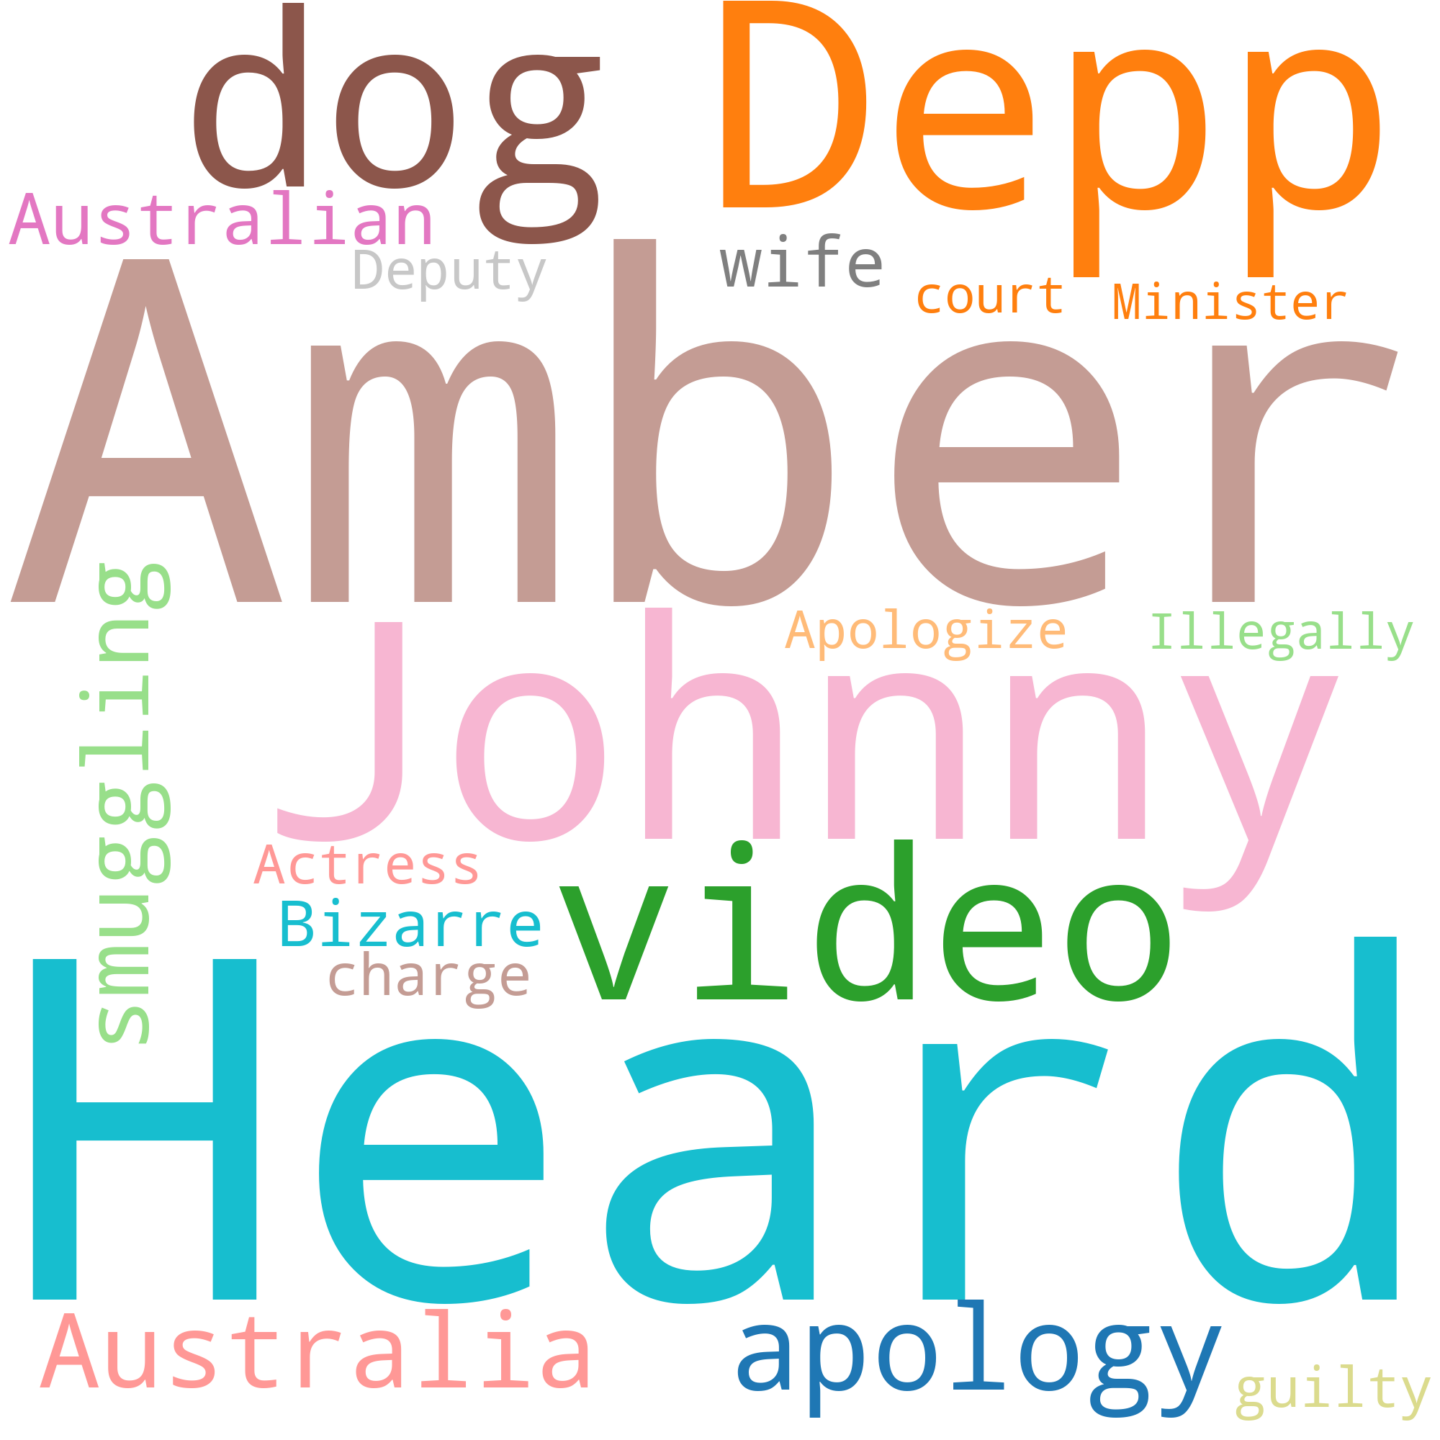 dog Depp
Australian
Deputy wife court Minister
Amber
smuggling
Apologize Illegally
Johnny
Actress
video
Bizarre
charge
Heard
Australia apology guilty